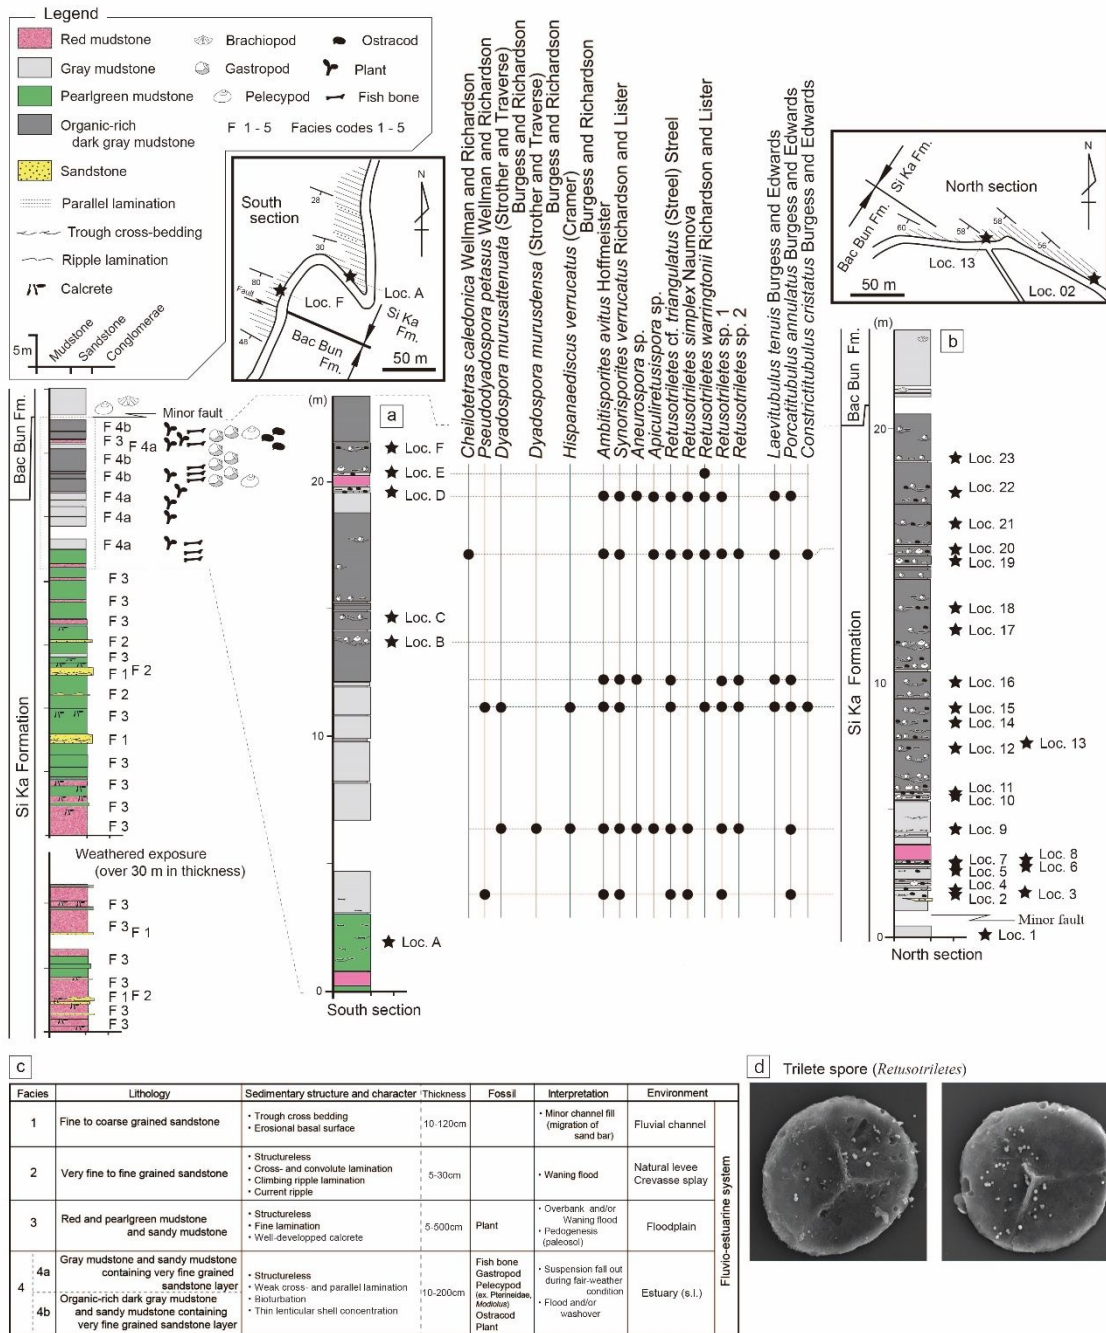 Legend
Red mudstone
Gray mudstone
Pearlgreen mudstone
Organic-rich
dark gray mudstone
Sandstone
Parallel lamination
Trough cross-bedding
Ripple lamination
Calcrete
Brachiopod
Gastropod
Pelecypod
Ostracod
Plant
Fish bone
F 1 - 5 Facies codes 1 - 5
5 m
Mudstone
Sandstone
Conglomerae
South
section
N
28
30
80
48
Fault
Loc. F
Loc. A
Si Ka
Fm.
Bac Bun
Fm.
50 m
Cheilotetras caledonica Wellman and Richardson
Pseudodyadospora petasus Wellman and Richardson
Dyadospora murusattenuata (Strother and Traverse)
Burgess and Richardson
Dyadospora murusdensa (Strother and Traverse)
Burgess and Richardson
Hispanaediscus verrucatus (Cramer)
Burgess and Richardson
Ambitisporites avitus Hoffmeister
Synorisporites verrucatus Richardson and Lister
Aneurospora sp.
Apiculiretusispora sp.
Retusotriletes cf. triangulatus (Steel) Streel
Retusotriletes simplex Naumova
Retusotriletes warringtonii Richardson and Lister
Retusotriletes sp. 1
Retusotriletes sp. 2
Laevitubulus tenuis Burgess and Edwards
Porcatitubulus annulatus Burgess and Edwards
Constrictitubulus cristatus Burgess and Edwards
North section
N
Si Ka Fm.
Bac Bun Fm.
60
58
58
56
Loc. 13
Loc. 02
50 m
Bac Bun Fm.
Si Ka Formation
Minor fault
F 4b
F 3
F 4a
F 4b
F 4b
F 4a
F 4a
F 4a
F 3
F 3
F 3
F 2
F 3
F 1
F 2
F 2
F 3
F 1
F 3
F 3
F 3
F 3
Weathered exposure
(over 30 m in thickness)
F 3
F 3
F 1
F 3
F 3
F 1
F 2
F 3
F 3
a
(m)
20
10
0
Loc. F
Loc. E
Loc. D
Loc. C
Loc. B
Loc. A
South section
b
(m)
Bac Bun Fm.
Si Ka Formation
20
10
0
Loc. 23
Loc. 22
Loc. 21
Loc. 20
Loc. 19
Loc. 18
Loc. 17
Loc. 16
Loc. 15
Loc. 14
Loc. 12
Loc. 13
Loc. 11
Loc. 10
Loc. 9
Loc. 7
Loc. 8
Loc. 5
Loc. 6
Loc. 4
Loc. 2
Loc. 3
Minor fault
Loc. 1
North section
c
Facies
Lithology
Sedimentary structure and character
Thickness
Fossil
Interpretation
Environment
1
Fine to coarse grained sandstone
• Trough cross bedding
• Erosional basal surface
10-120cm
• Minor channel fill
(migration of
sand bar)
Fluvial channel
2
Very fine to fine grained sandstone
• Structureless
• Cross- and convolute lamination
• Climbing ripple lamination
• Current ripple
5-30cm
• Waning flood
Natural levee
Crevasse splay
3
Red and pearlgreen mudstone
and sandy mudstone
• Structureless
• Fine lamination
• Well-developped calcrete
5-500cm
Plant
• Overbank and/or
Waning flood
• Pedogenesis
(paleosol)
Floodplain
4
4a
Gray mudstone and sandy mudstone
containing very fine grained
sandstone layer
4b
Organic-rich dark gray mudstone
and sandy mudstone containing
very fine grained sandstone layer
• Structureless
• Weak cross- and parallel lamination
• Bioturbation
• Thin lenticular shell concentration
10-200cm
Fish bone
Gastropod
Pelecypod
(ex. Pterineidae,
Modiolus)
Ostracod
Plant
• Suspension fall out
during fair-weather
condition
• Flood and/or
washover
Estuary (s.l.)
Fluvio-estuarine system
d
Trilete spore (Retusotriletes)